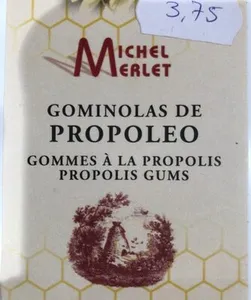 3,75
MICHEL
MERLET
GOMINOLAS DE
PROPOLEO
GOMMES À LA PROPOLIS
PROPOLIS GUMS